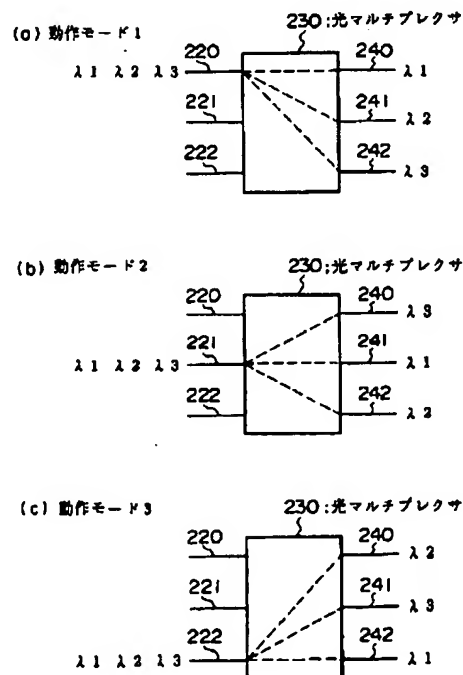 230:光マルチプレクサ
(a) 動作モード1
220 240
λ1 λ2 λ3 λ1
221 241
λ2
222 242
λ3
(b) 動作モード2
230:光マルチプレクサ
220 240
λ3
221 241
λ1 λ2 λ3 λ1
222 242
λ2
(c) 動作モード3
230:光マルチプレクサ
220 240
λ2
221 241
λ3
222 242
λ1 λ2 λ3 λ1